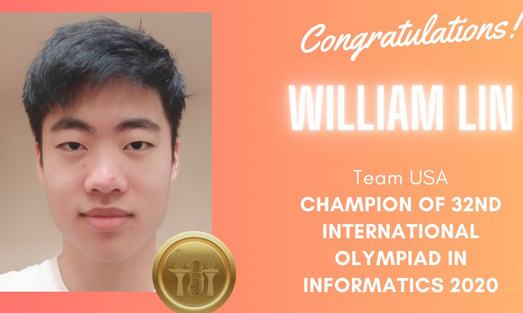 Congratulations!
WILLIAM LIN
Team USA
CHAMPION OF 32ND
INTERNATIONAL
OLYMPIAD IN
INFORMATICS 2020